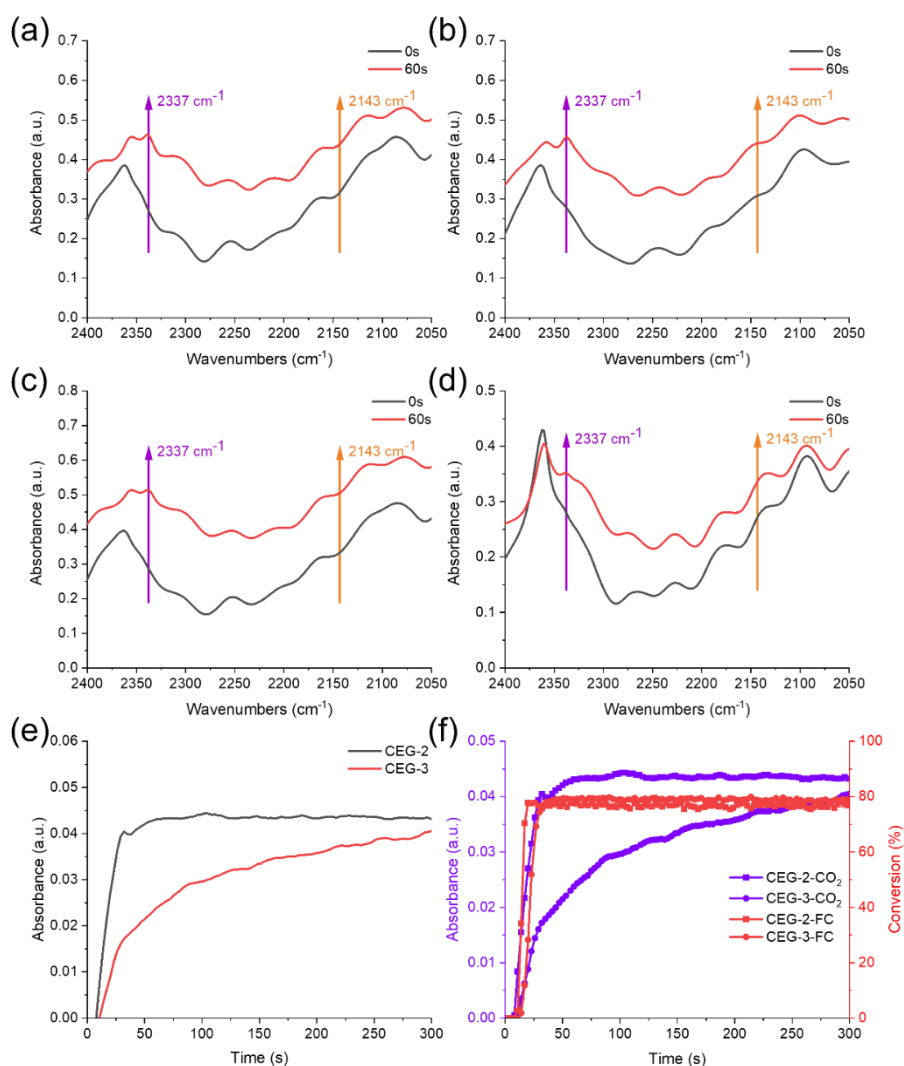 (a)
0.7
0.6
0.5
0.4
0.3
0.2
0.1
0.0
Absorbance (a.u.)
0s
60s
2337 cm⁻¹
2143 cm⁻¹
2400 2350 2300 2250 2200 2150 2100 2050
Wavenumbers (cm⁻¹)
(b)
0.7
0.6
0.5
0.4
0.3
0.2
0.1
0.0
Absorbance (a.u.)
0s
60s
2337 cm⁻¹
2143 cm⁻¹
2400 2350 2300 2250 2200 2150 2100 2050
Wavenumbers (cm⁻¹)
(c)
0.8
0.7
0.6
0.5
0.4
0.3
0.2
0.1
0.0
Absorbance (a.u.)
0s
60s
2337 cm⁻¹
2143 cm⁻¹
2400 2350 2300 2250 2200 2150 2100 2050
Wavenumbers (cm⁻¹)
(d)
0.5
0.4
0.3
0.2
0.1
0.0
Absorbance (a.u.)
0s
60s
2337 cm⁻¹
2143 cm⁻¹
2400 2350 2300 2250 2200 2150 2100 2050
Wavenumbers (cm⁻¹)
(e)
0.06
0.05
0.04
0.03
0.02
0.01
0.00
Absorbance (a.u.)
CEG-2
CEG-3
0 50 100 150 200 250 300
Time (s)
(f)
0.05
0.04
0.03
0.02
0.01
0.00
Absorbance (a.u.)
CEG-2-CO₂
CEG-3-CO₂
CEG-2-FC
CEG-3-FC
100
80
60
40
20
0
Conversion (%)
0 50 100 150 200 250 300
Time (s)